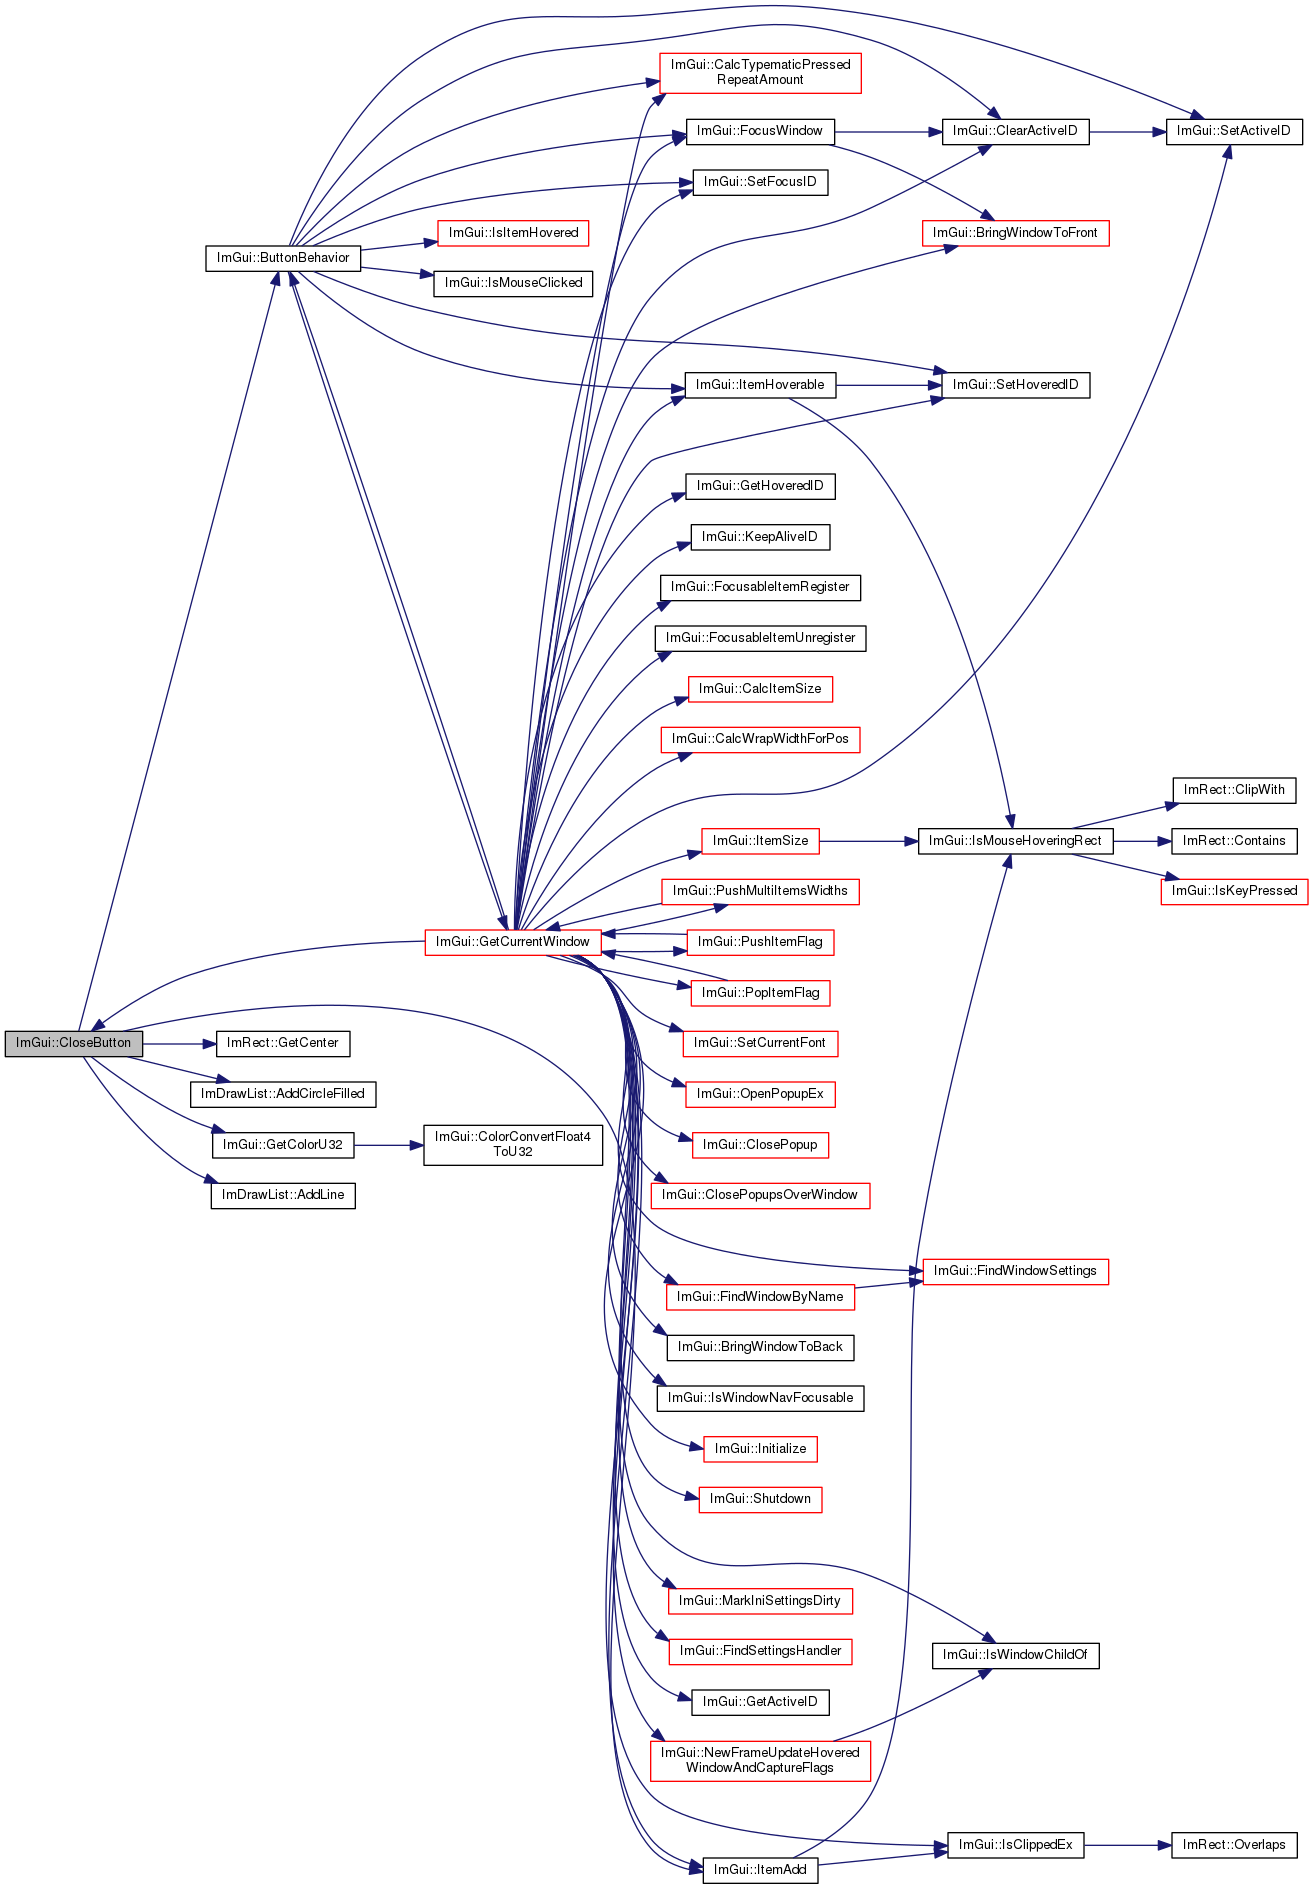 ImGui::CalcTypematicPressed
RepeatAmount
ImGui::FocusWindow
ImGui::ClearActiveID
ImGui::SetActiveID
ImGui::SetFocusID
ImGui::IsItemHovered
ImGui::BringWindowToFront
ImGui::ButtonBehavior
ImGui::IsMouseClicked
ImGui::ItemHoverable
ImGui::SetHoveredID
ImGui::GetHoveredID
ImGui::KeepAliveID
ImGui::FocusableItemRegister
ImGui::FocusableItemUnregister
ImGui::CalcItemSize
ImGui::CalcWrapWidthForPos
ImRect::ClipWith
ImGui::ItemSize
ImGui::IsMouseHoveringRect
ImRect::Contains
ImGui::PushMultiItemsWidths
ImGui::IsKeyPressed
ImGui::GetCurrentWindow
ImGui::PushItemFlag
ImGui::PopItemFlag
ImGui::CloseButton
ImRect::GetCenter
ImGui::SetCurrentFont
ImDrawList::AddCircleFilled
ImGui::OpenPopupEx
ImGui::GetColorU32
ImGui::ColorConvertFloat4
ToU32
ImGui::ClosePopup
ImDrawList::AddLine
ImGui::ClosePopupsOverWindow
ImGui::FindWindowSettings
ImGui::FindWindowByName
ImGui::BringWindowToBack
ImGui::IsWindowNavFocusable
ImGui::Initialize
ImGui::Shutdown
ImGui::MarkIniSettingsDirty
ImGui::FindSettingsHandler
ImGui::IsWindowChildOf
ImGui::GetActiveID
ImGui::NewFrameUpdateHovered
WindowAndCaptureFlags
ImGui::IsClippedEx
ImRect::Overlaps
ImGui::ItemAdd